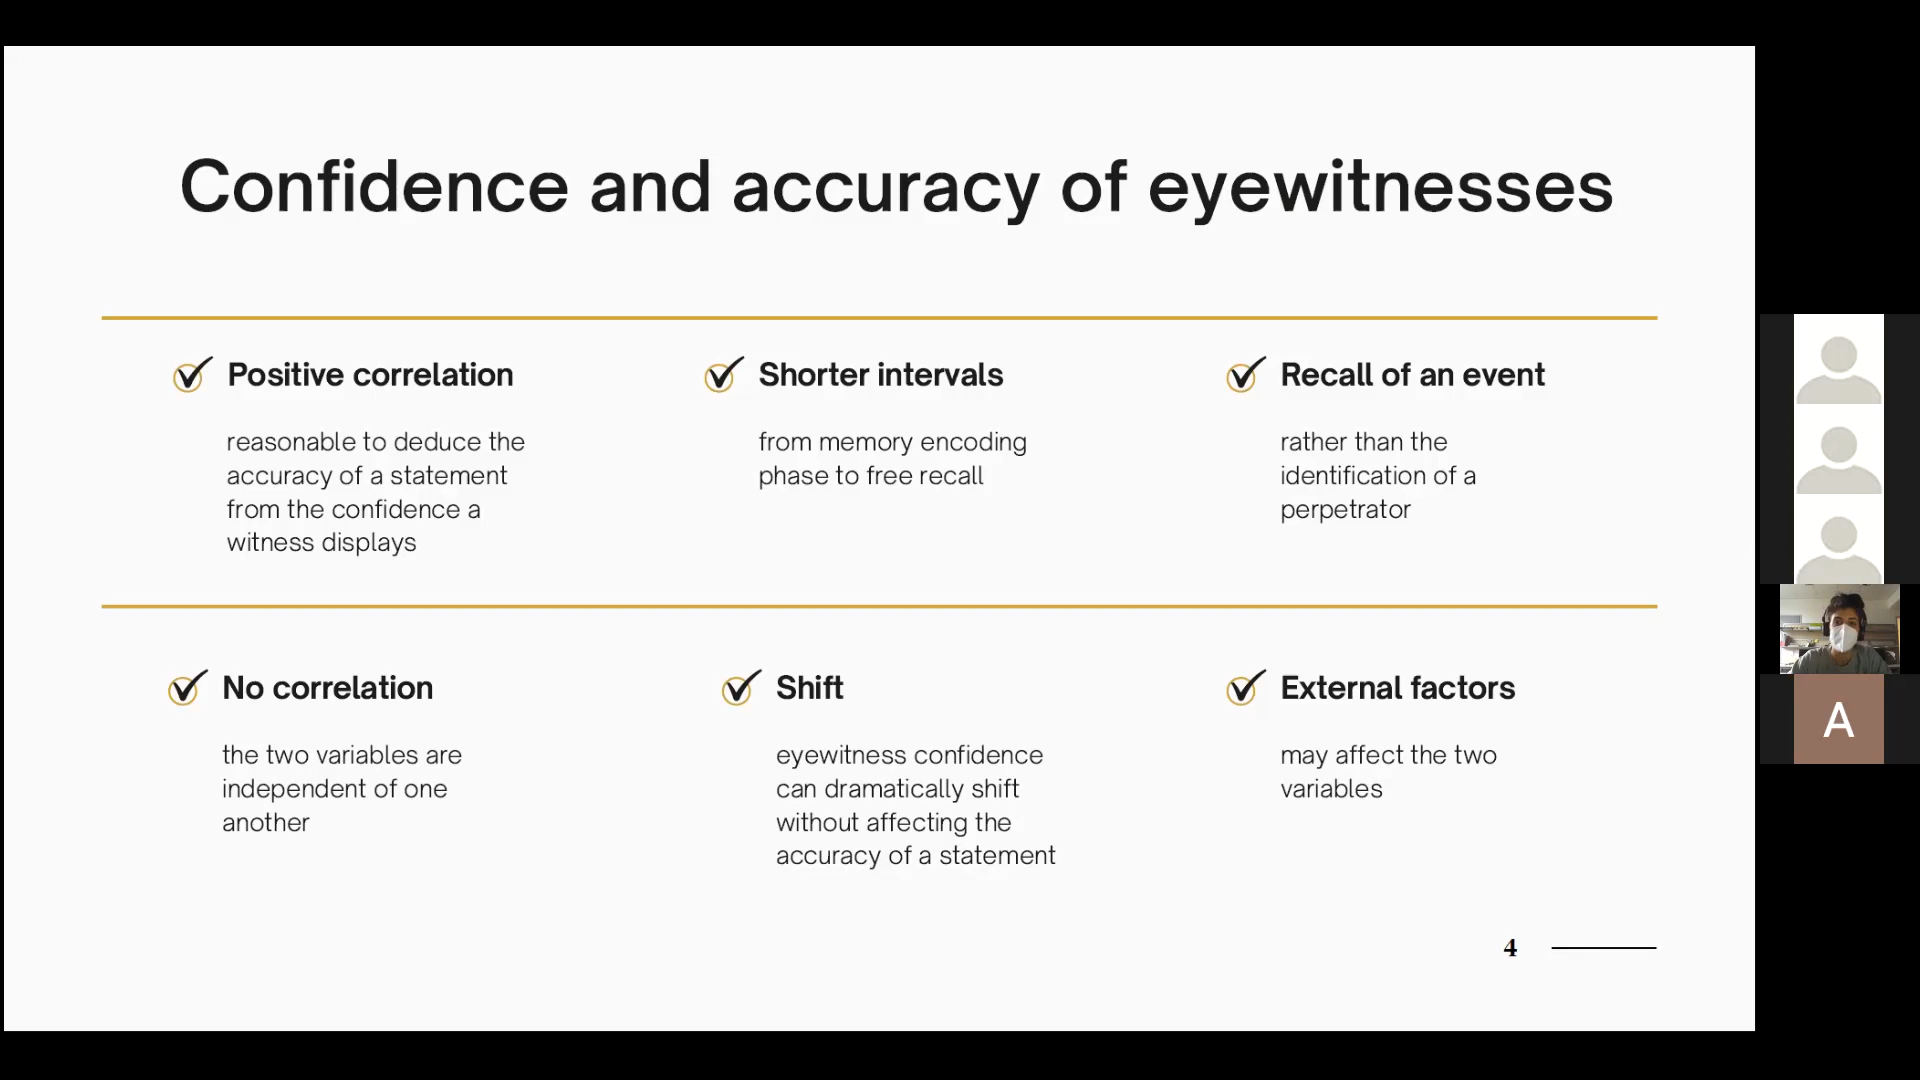 Confidence and accuracy of eyewitnesses
Positive correlation
reasonable to deduce the
accuracy of a statement
from the confidence a
witness displays
Shorter intervals
from memory encoding
phase to free recall
Recall of an event
rather than the
identification of a
perpetrator
No correlation
the two variables are
independent of one
another
Shift
eyewitness confidence
can dramatically shift
without affecting the
accuracy of a statement
External factors
may affect the two
variables
4
A